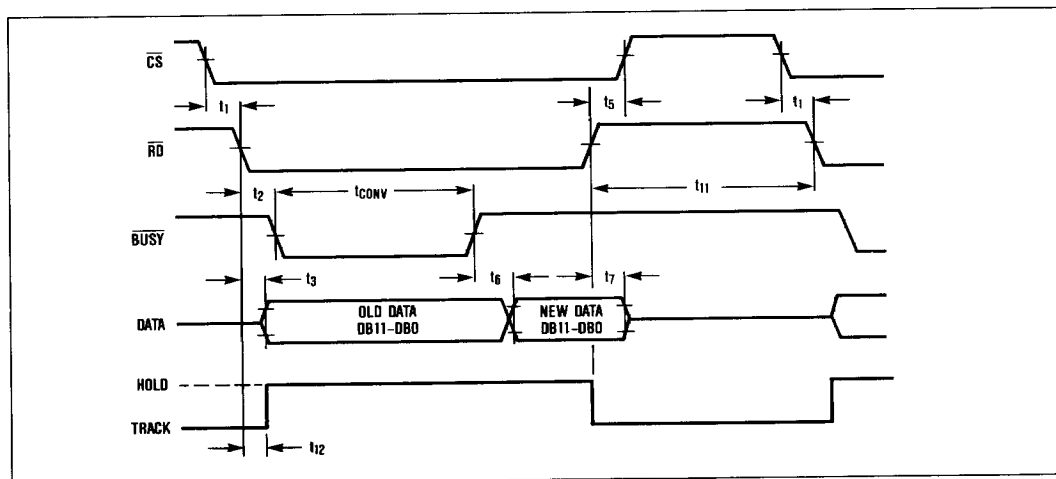 CS
t1
t5
t1
RD
t2
tCONV
t11
BUSY
t3
t6
t7
DATA
OLD DATA
DB11-DB0
NEW DATA
DB11-DB0
HOLD
TRACK
t12